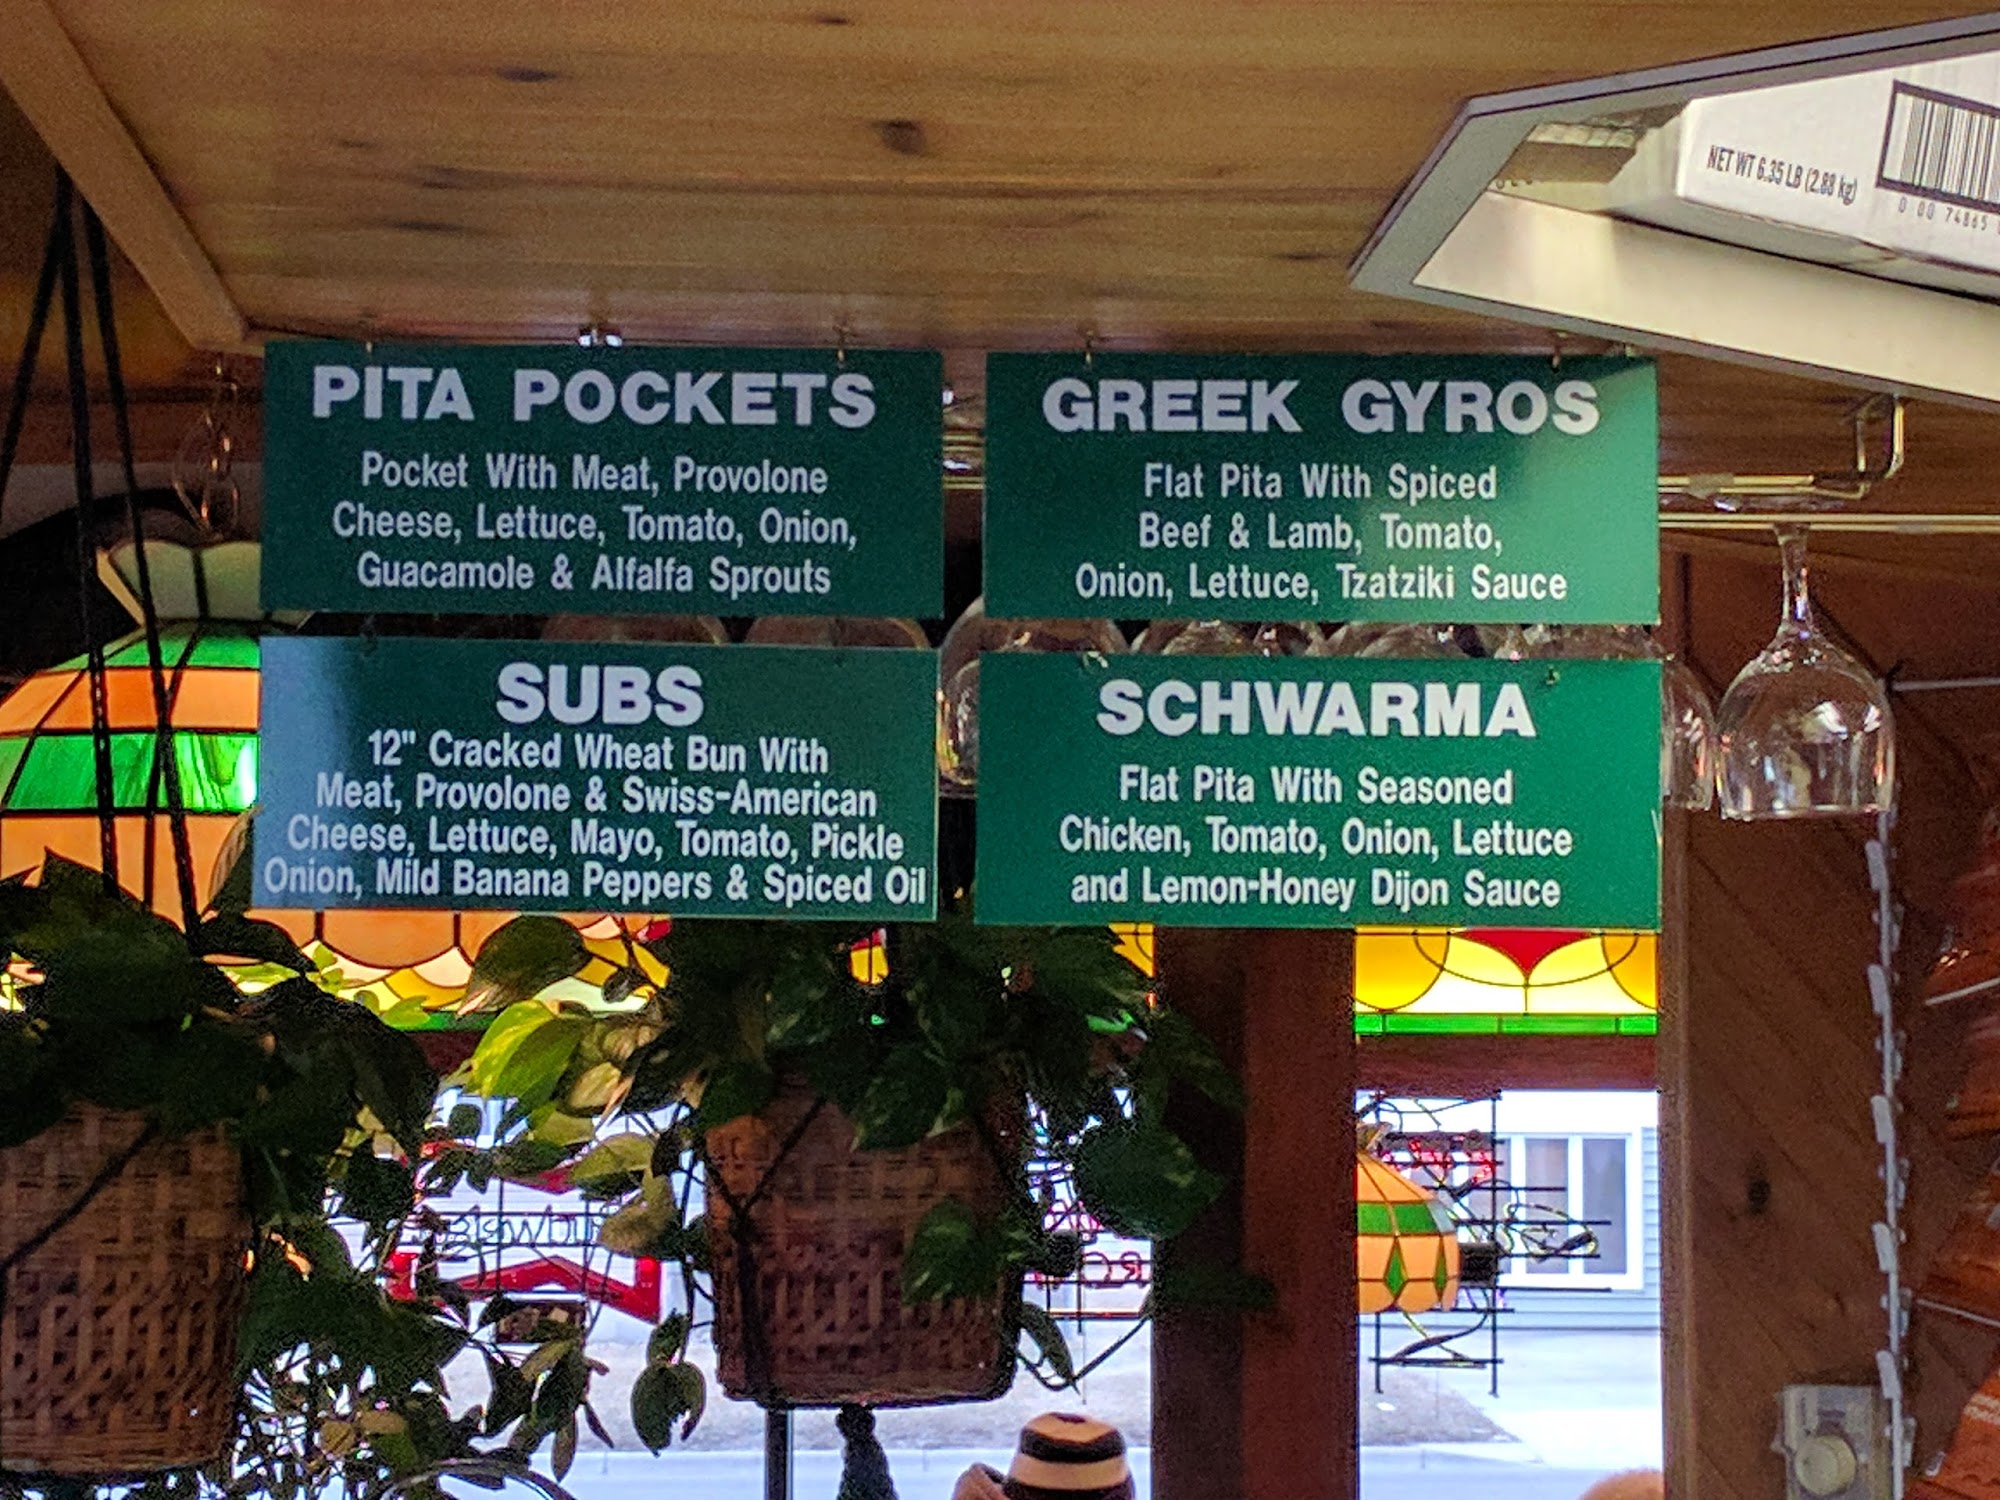 NET WT 6.35 LB (2.88 kg)
0 00 74865
PITA POCKETS
Pocket With Meat, Provolone
Cheese, Lettuce, Tomato, Onion,
Guacamole & Alfalfa Sprouts
GREEK GYROS
Flat Pita With Spiced
Beef & Lamb, Tomato,
Onion, Lettuce, Tzatziki Sauce
SUBS
12" Cracked Wheat Bun With
Meat, Provolone & Swiss-American
Cheese, Lettuce, Mayo, Tomato, Pickle
Onion, Mild Banana Peppers & Spiced Oil
SCHWARMA
Flat Pita With Seasoned
Chicken, Tomato, Onion, Lettuce
and Lemon-Honey Dijon Sauce